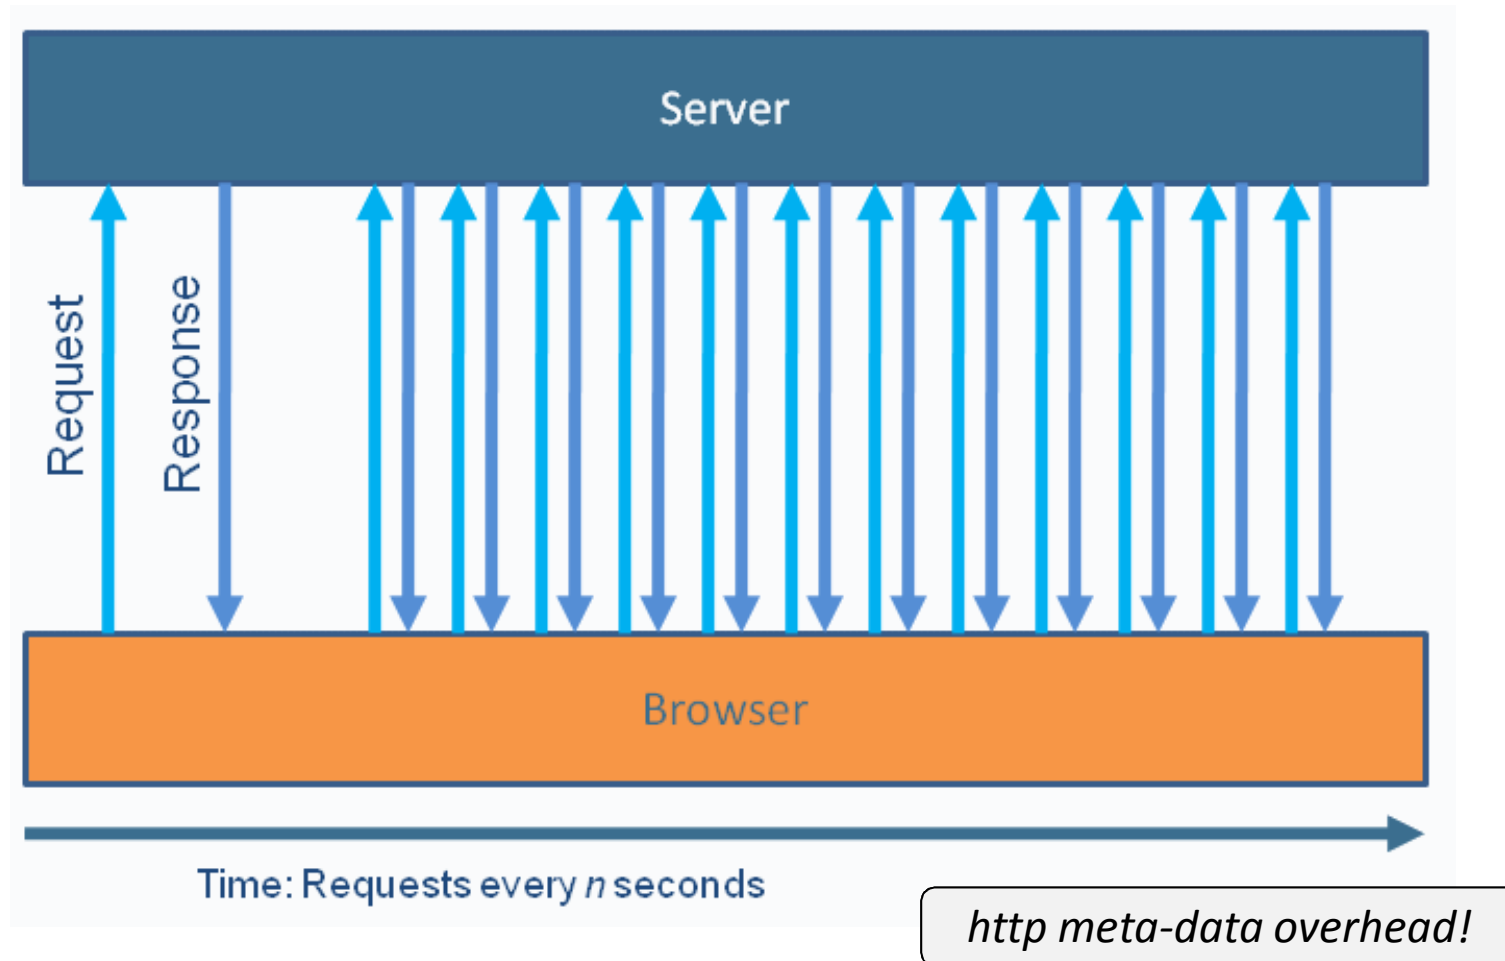 Server
Request
Response
Browser
Time: Requests every n seconds
http meta-data overhead!